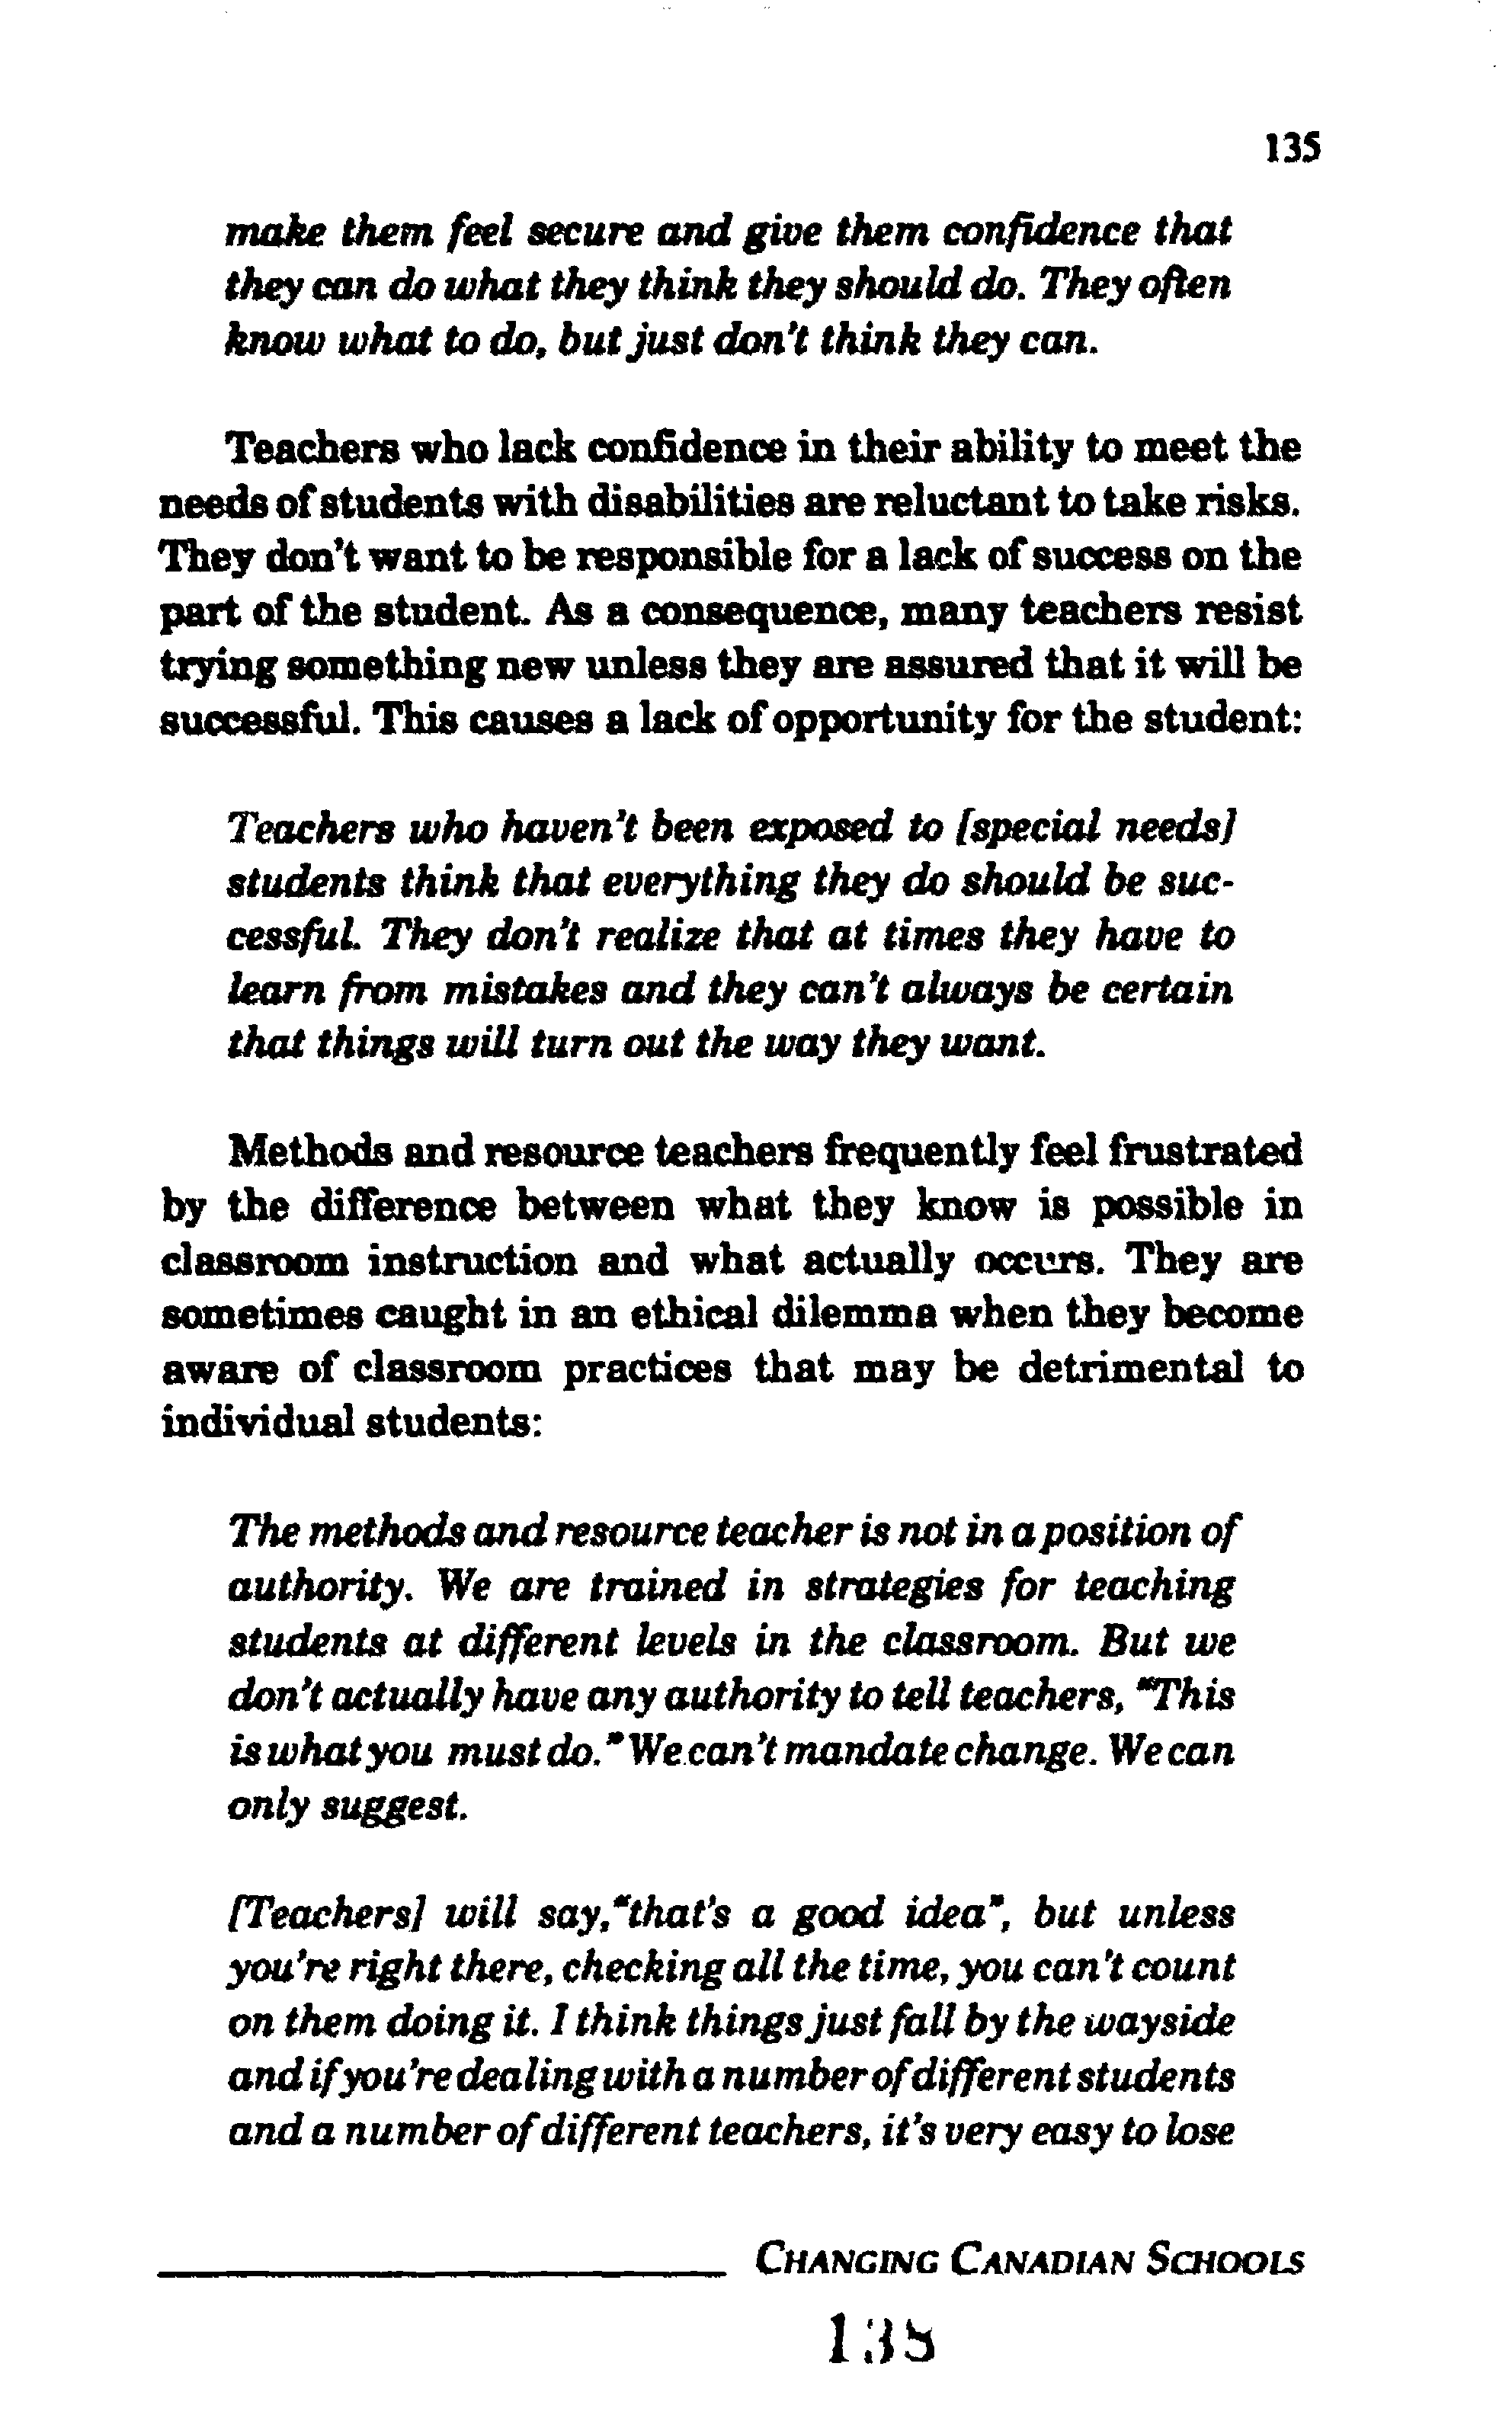 135
make them feel secure and give them confidence that
they can do what they think they should do. They often
know what to do, but just don't think they can.
Teachers who lack confidence in their ability to meet the
needs of students with disabilities are reluctant to take risks.
They don't want to be responsible for a lack of success on the
part of the student. As a consequence, many teachers resist
trying something new unless they are assured that it will be
successful. This causes a lack of opportunity for the student:
Teachers who haven't been exposed to [special needs]
students think that everything they do should be suc-
cessful. They don't realize that at times they have to
learn from mistakes and they can't always be certain
that things will turn out the way they want.
Methods and resource teachers frequently feel frustrated
by the difference between what they know is possible in
classroom instruction and what actually occurs. They are
sometimes caught in an ethical dilemma when they become
aware of classroom practices that may be detrimental to
individual students:
The methods and resource teacher is not in a position of
authority. We are trained in strategies for teaching
students at different levels in the classroom. But we
don't actually have any authority to tell teachers, "This
is what you must do." We can't mandate change. We can
only suggest.
[Teachers] will say,"that's a good idea", but unless
you're right there, checking all the time, you can't count
on them doing it. I think things just fall by the wayside
and if you're dealing with a number of different students
and a number of different teachers, it's very easy to lose
CHANGING CANADIAN SCHOOLS